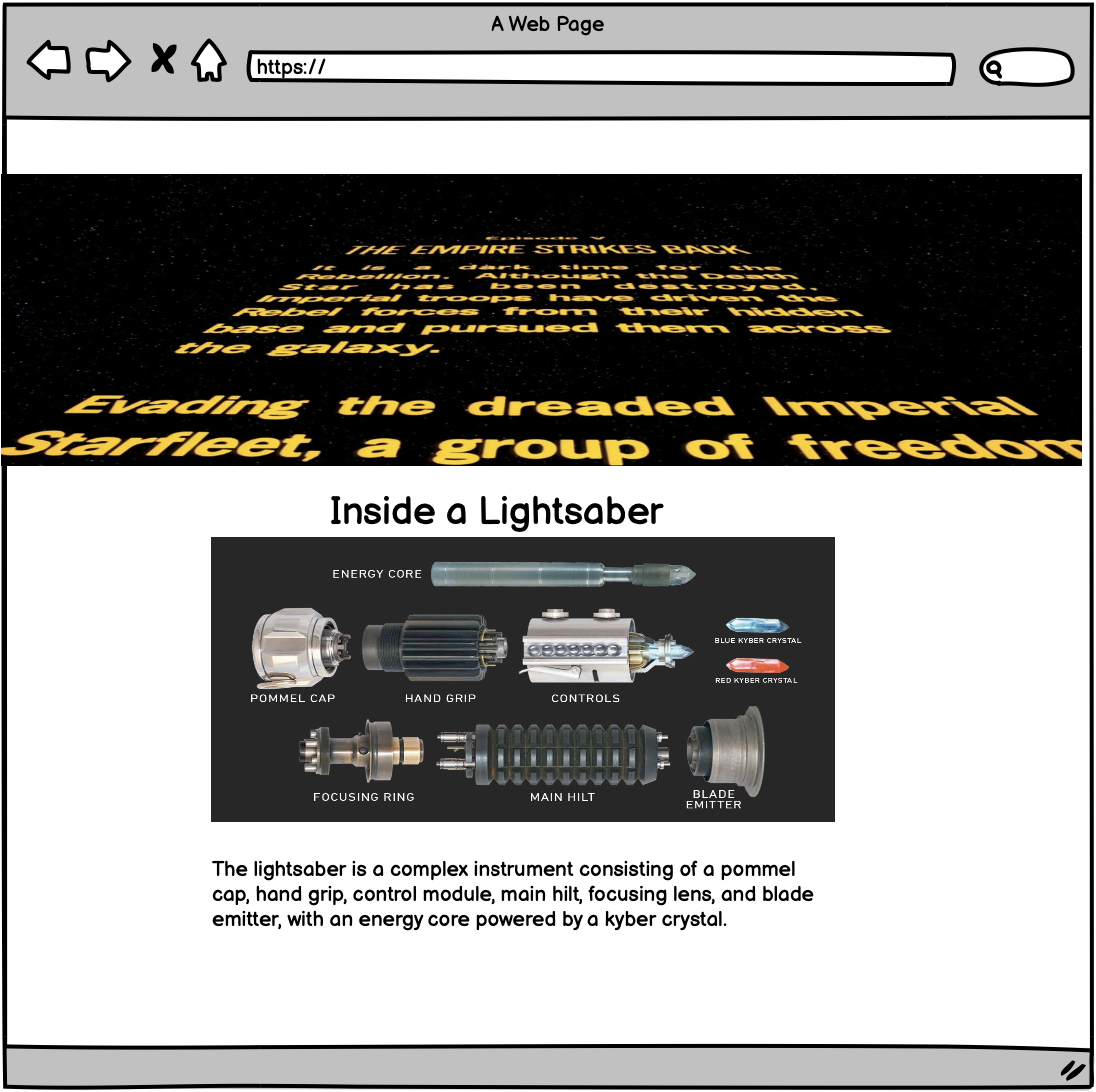 A Web Page
https://
Episode V
THE EMPIRE STRIKES BACK
It is a dark time for the
Rebellion. Although the Death
Star has been destroyed,
Imperial troops have driven the
Rebel forces from their hidden
base and pursued them across
the galaxy.
Evading the dreaded Imperial
Starfleet, a group of freedom
Inside a Lightsaber
ENERGY CORE
BLUE KYBER CRYSTAL
RED KYBER CRYSTAL
POMMEL CAP
HAND GRIP
CONTROLS
FOCUSING RING
MAIN HILT
BLADE
EMITTER
The lightsaber is a complex instrument consisting of a pommel
cap, hand grip, control module, main hilt, focusing lens, and blade
emitter, with an energy core powered by a kyber crystal.